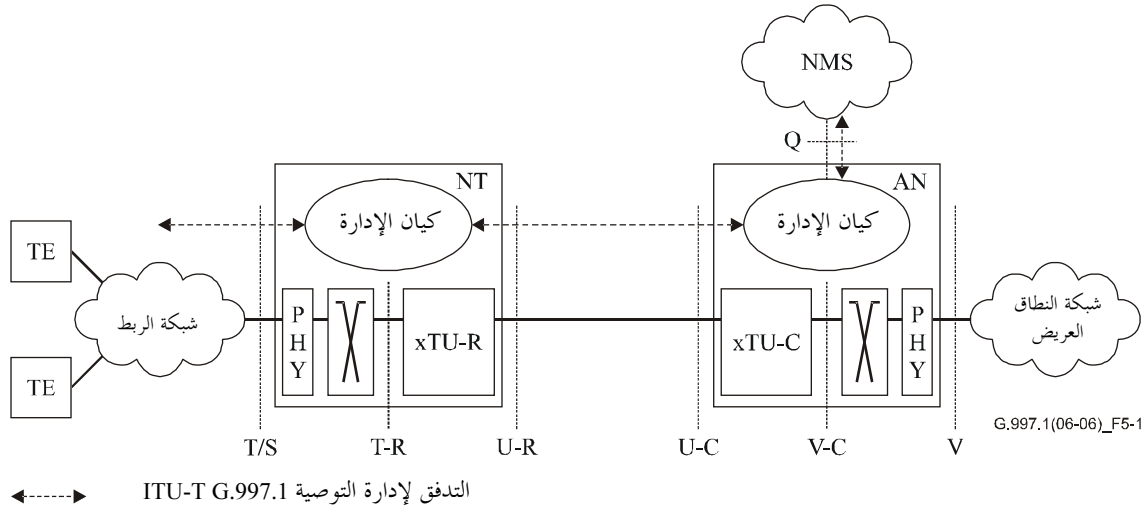 NMS
Q
NT
AN
كيان الإدارة
كيان الإدارة
TE
TE
شبكة الربط
PHY
xTU-R
xTU-C
PHY
شبكة النطاق
العريض
G.997.1(06-06)_F5-1
T/S
T-R
U-R
U-C
V-C
V
التدفق لإدارة التوصية ITU-T G.997.1